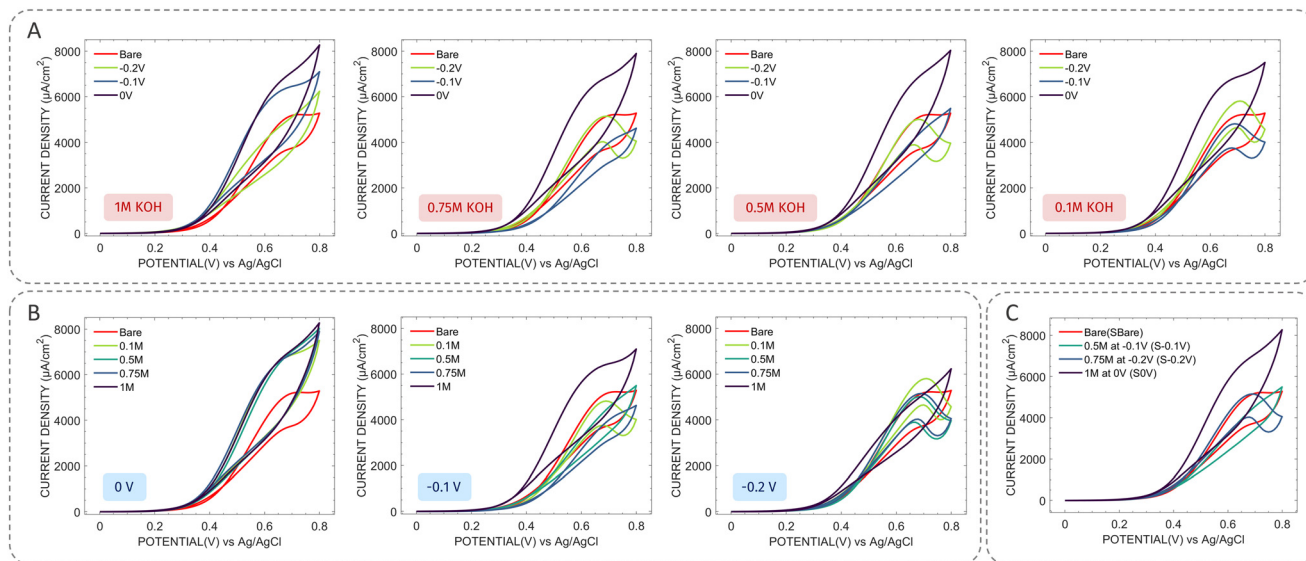 A
CURRENT DENSITY (µA/cm²)
8000
6000
4000
2000
0
Bare
-0.2V
-0.1V
0V
1M KOH
0 0.2 0.4 0.6 0.8
POTENTIAL(V) vs Ag/AgCl
CURRENT DENSITY (µA/cm²)
8000
6000
4000
2000
0
Bare
-0.2V
-0.1V
0V
0.75M KOH
0 0.2 0.4 0.6 0.8
POTENTIAL(V) vs Ag/AgCl
CURRENT DENSITY (µA/cm²)
8000
6000
4000
2000
0
Bare
-0.2V
-0.1V
0V
0.5M KOH
0 0.2 0.4 0.6 0.8
POTENTIAL(V) vs Ag/AgCl
CURRENT DENSITY (µA/cm²)
8000
6000
4000
2000
0
Bare
-0.2V
-0.1V
0V
0.1M KOH
0 0.2 0.4 0.6 0.8
POTENTIAL(V) vs Ag/AgCl
B
CURRENT DENSITY (µA/cm²)
8000
6000
4000
2000
0
Bare
0.1M
0.5M
0.75M
1M
0 V
0 0.2 0.4 0.6 0.8
POTENTIAL(V) vs Ag/AgCl
CURRENT DENSITY (µA/cm²)
8000
6000
4000
2000
0
Bare
0.1M
0.5M
0.75M
1M
-0.1 V
0 0.2 0.4 0.6 0.8
POTENTIAL(V) vs Ag/AgCl
CURRENT DENSITY (µA/cm²)
8000
6000
4000
2000
0
Bare
0.1M
0.5M
0.75M
1M
-0.2 V
0 0.2 0.4 0.6 0.8
POTENTIAL(V) vs Ag/AgCl
C
CURRENT DENSITY (µA/cm²)
8000
6000
4000
2000
0
Bare(SBare)
0.5M at -0.1V (S-0.1V)
0.75M at -0.2V (S-0.2V)
1M at 0V (S0V)
0 0.2 0.4 0.6 0.8
POTENTIAL(V) vs Ag/AgCl